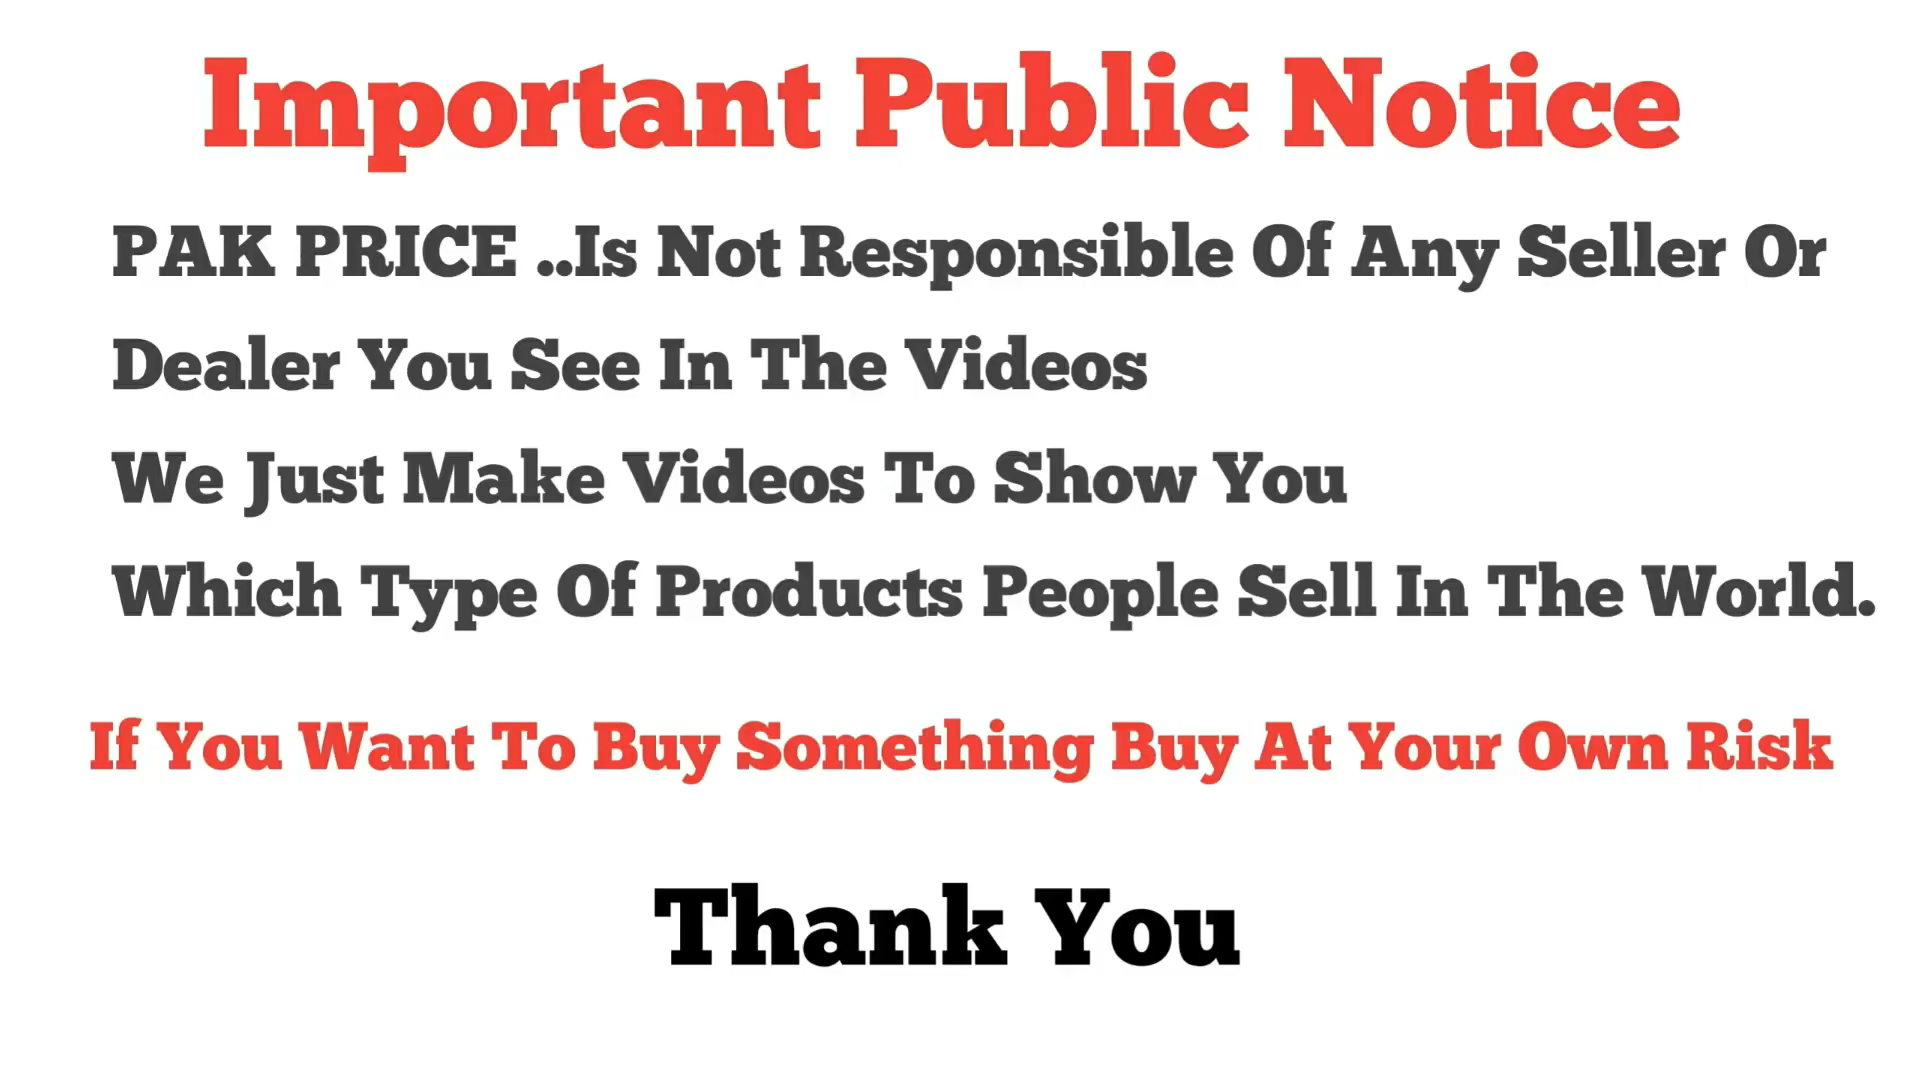 Important Public Notice
PAK PRICE ..Is Not Responsible Of Any Seller Or
Dealer You See In The Videos
We Just Make Videos To Show You
Which Type Of Products People Sell In The World.
If You Want To Buy Something Buy At Your Own Risk
Thank You